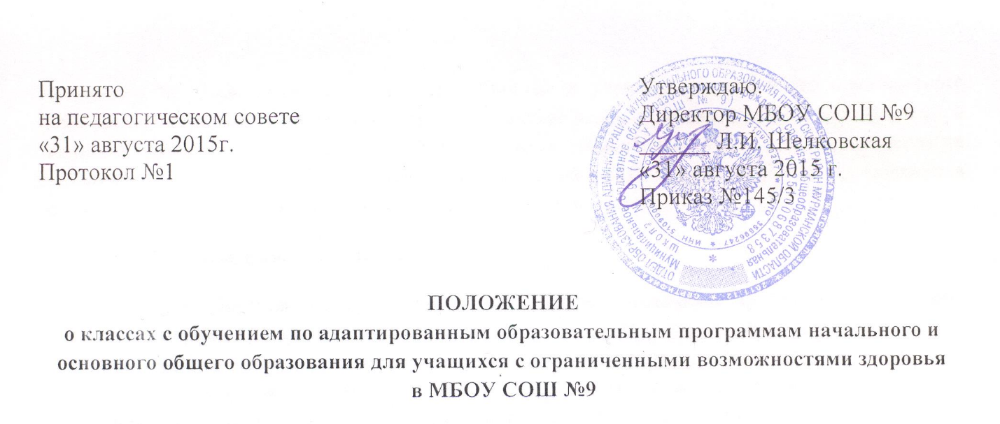 Принято
на педагогическом совете
«31» августа 2015г.
Протокол №1
Утверждаю.
Директор МБОУ СОШ №9
Л.И. Шелковская
«31» августа 2015 г.
Приказ №145/3
ПОЛОЖЕНИЕ
о классах с обучением по адаптированным образовательным программам начального и
основного общего образования для учащихся с ограниченными возможностями здоровья
в МБОУ СОШ №9